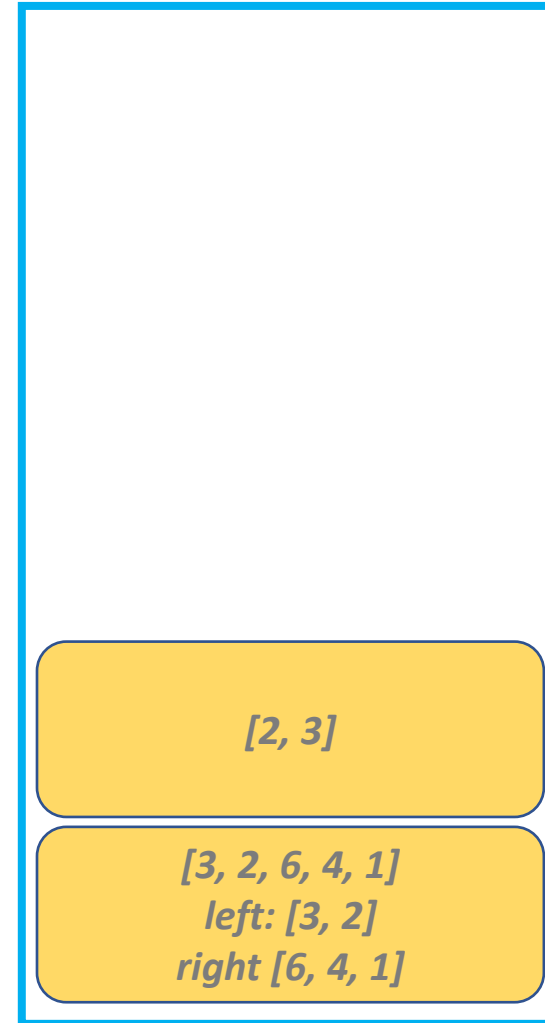 [2, 3]
[3, 2, 6, 4, 1]
left: [3, 2]
right [6, 4, 1]